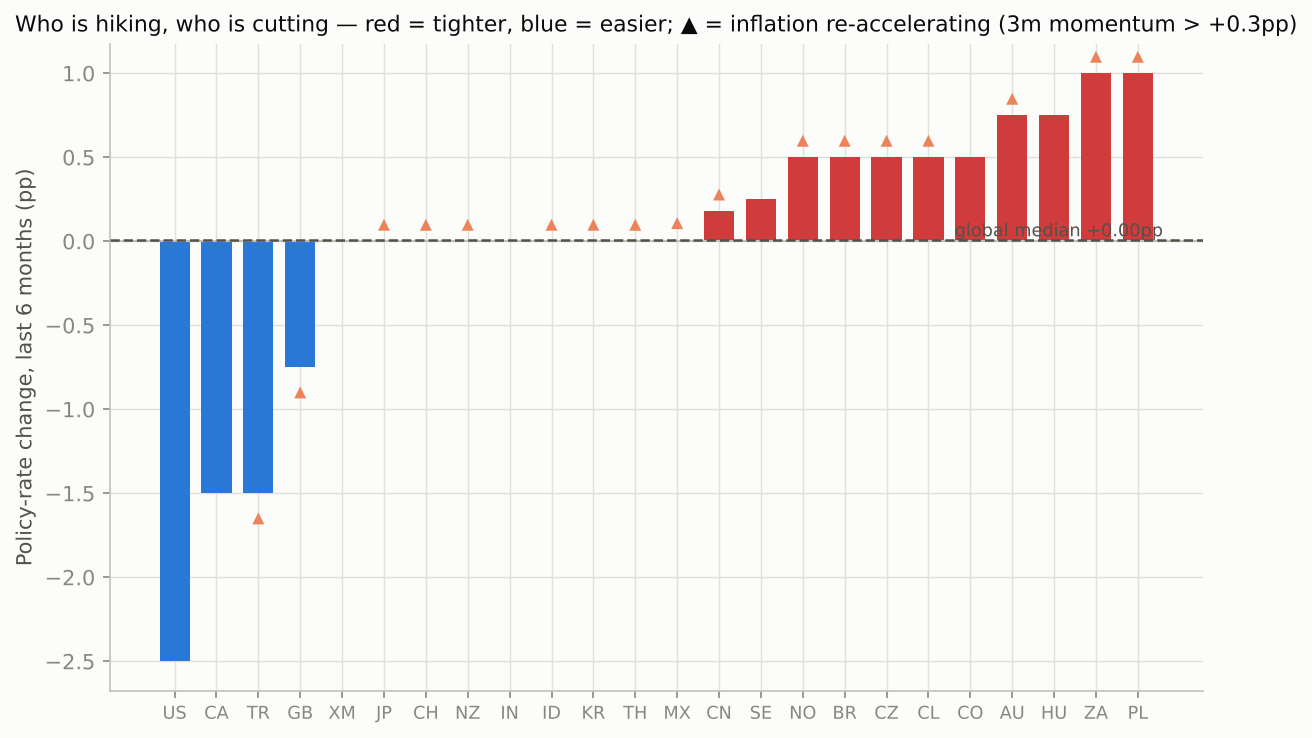 Who is hiking, who is cutting — red = tighter, blue = easier; ▲ = inflation re-accelerating (3m momentum > +0.3pp)
Policy-rate change, last 6 months (pp)
1.0
0.5
0.0
−0.5
−1.0
−1.5
−2.0
−2.5
global median +0.00pp
US CA TR GB XM JP CH NZ IN ID KR TH MX CN SE NO BR CZ CL CO AU HU ZA PL